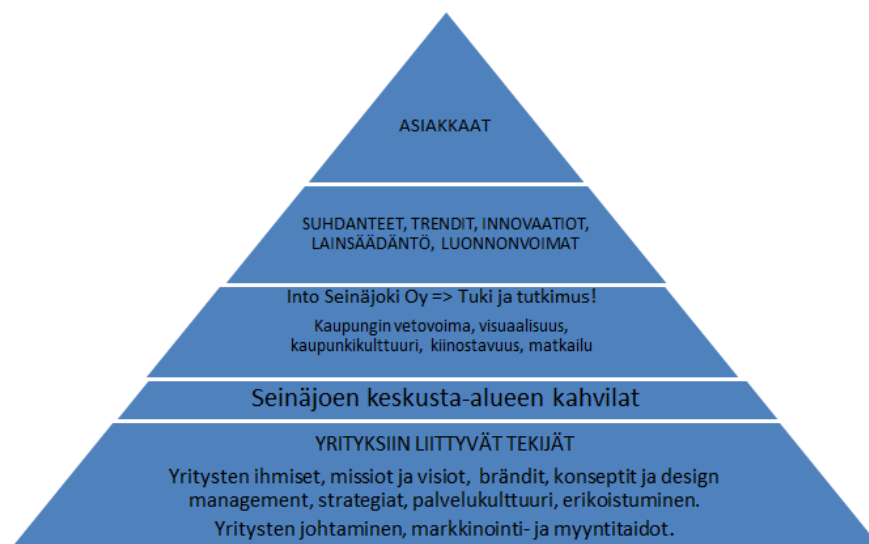 ASIAKKAAT
SUHDANTEET, TRENDIT, INNOVAATIOT,
LAINSÄÄDÄNTÖ, LUONNONVOIMAT
Into Seinäjoki Oy => Tuki ja tutkimus!
Kaupungin vetovoima, visuaalisuus,
kaupunkikulttuuri, kiinostavuus, matkailu
Seinäjoen keskusta-alueen kahvilat
YRITYKSIIN LIITTYVÄT TEKIJÄT
Yritysten ihmiset, missiot ja visiot, brändit, konseptit ja design
management, strategiat, palvelukulttuuri, erikoistuminen.
Yritysten johtaminen, markkinointi- ja myyntitaidot.